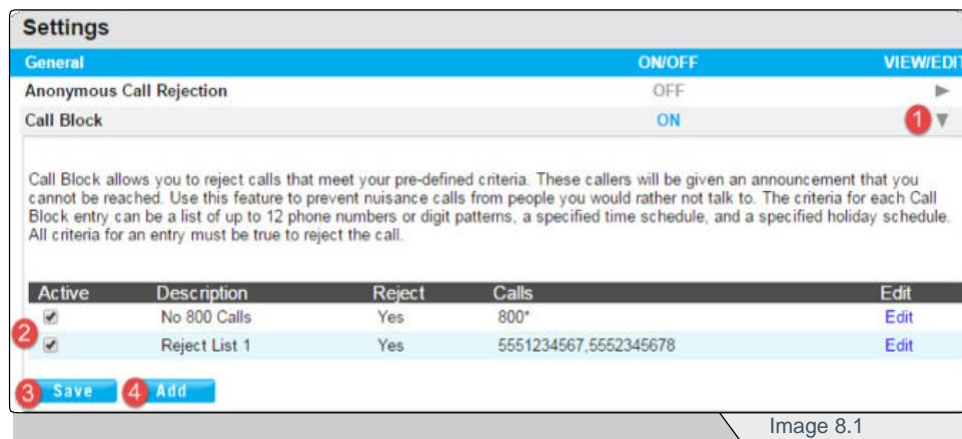 Settings
General ON/OFF VIEW/EDIT
Anonymous Call Rejection OFF
Call Block ON 1
Call Block allows you to reject calls that meet your pre-defined criteria. These callers will be given an announcement that you
cannot be reached. Use this feature to prevent nuisance calls from people you would rather not talk to. The criteria for each Call
Block entry can be a list of up to 12 phone numbers or digit patterns, a specified time schedule, and a specified holiday schedule.
All criteria for an entry must be true to reject the call.
Active Description Reject Calls Edit
No 800 Calls Yes 800* Edit
2 Reject List 1 Yes 5551234567,5552345678 Edit
3 Save 4 Add
Image 8.1